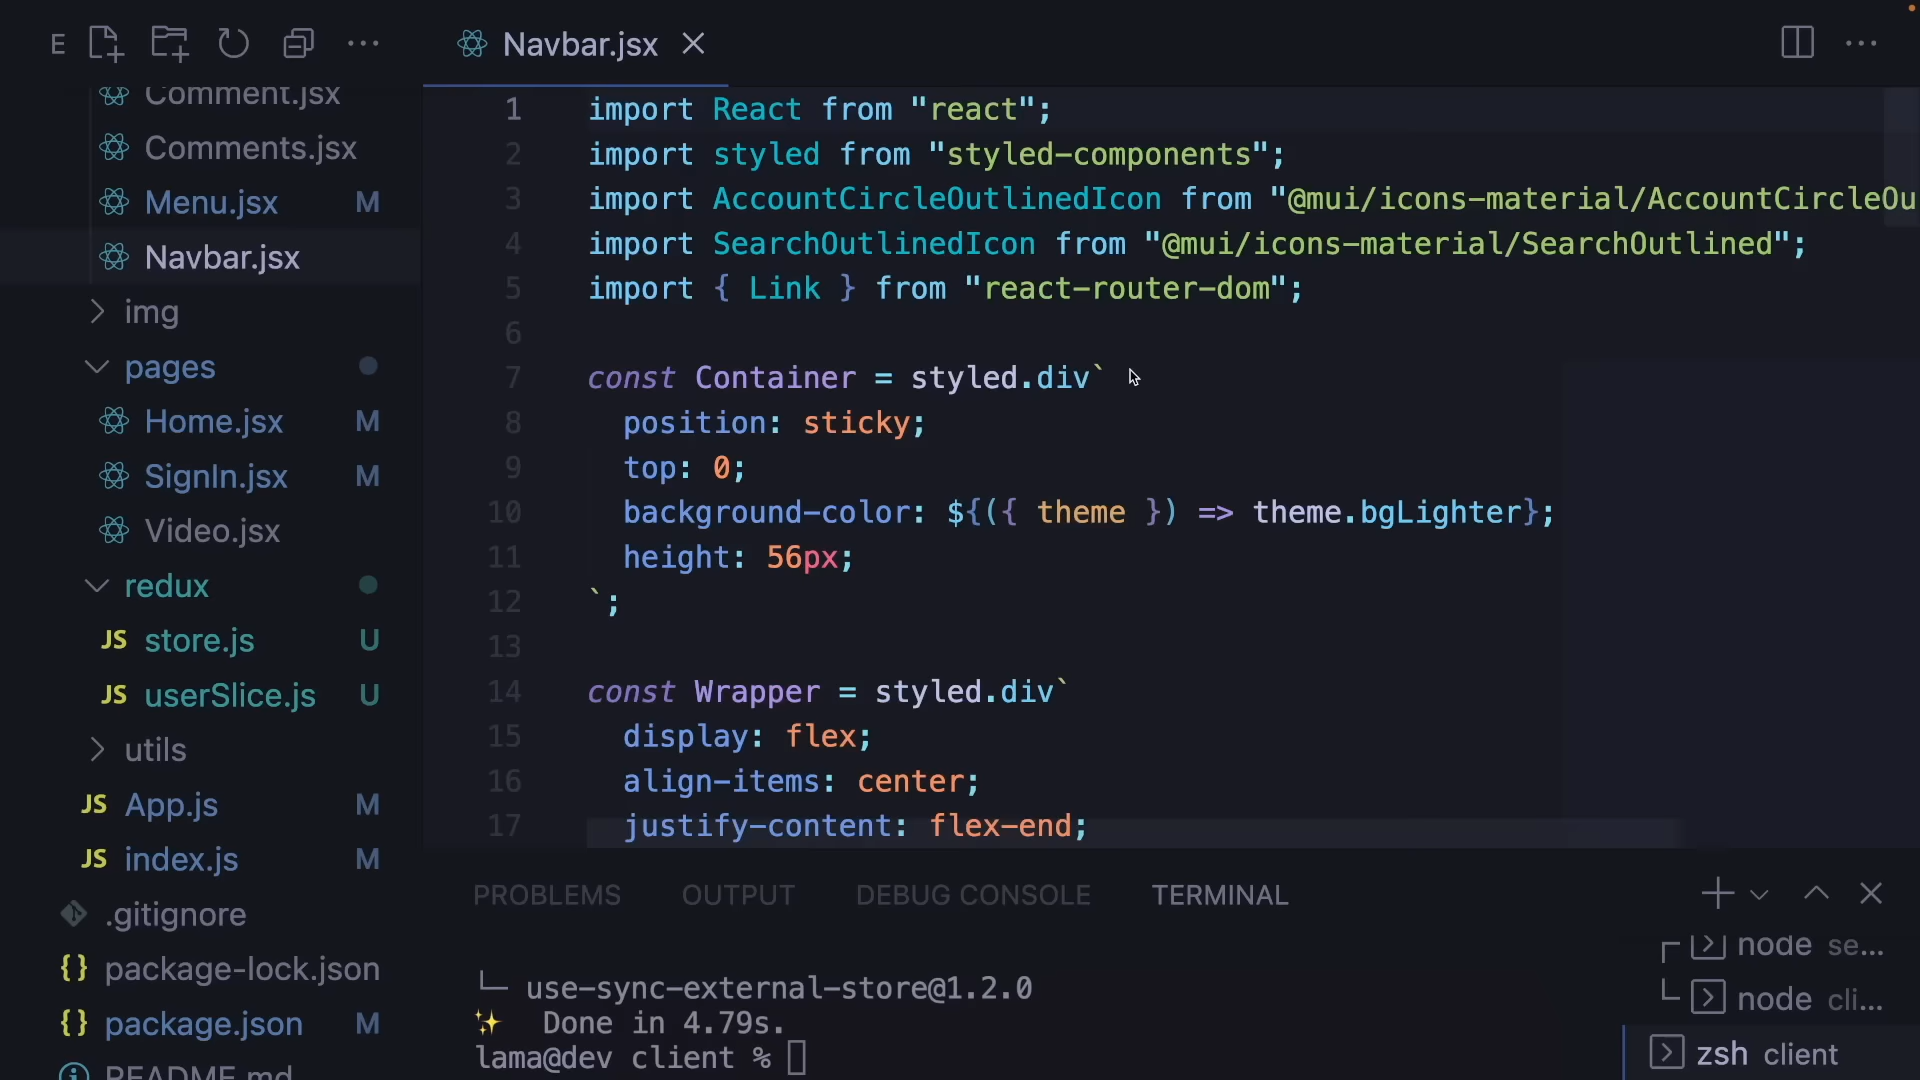 E
Navbar.jsx
Comment.jsx
Comments.jsx
Menu.jsx M
Navbar.jsx
img
pages
Home.jsx M
SignIn.jsx M
Video.jsx
redux
JS store.js U
JS userSlice.js U
utils
JS App.js M
JS index.js M
.gitignore
{} package-lock.json
{} package.json M
README.md
1 import React from "react";
2 import styled from "styled-components";
3 import AccountCircleOutlinedIcon from "@mui/icons-material/AccountCircleOu
4 import SearchOutlinedIcon from "@mui/icons-material/SearchOutlined";
5 import { Link } from "react-router-dom";
6
7 const Container = styled.div`
8 position: sticky;
9 top: 0;
10 background-color: ${({ theme }) => theme.bgLighter};
11 height: 56px;
12 `;
13
14 const Wrapper = styled.div`
15 display: flex;
16 align-items: center;
17 justify-content: flex-end;
PROBLEMS OUTPUT DEBUG CONSOLE TERMINAL
└─ use-sync-external-store@1.2.0
✨ Done in 4.79s.
lama@dev client %
node se...
node cli...
zsh client